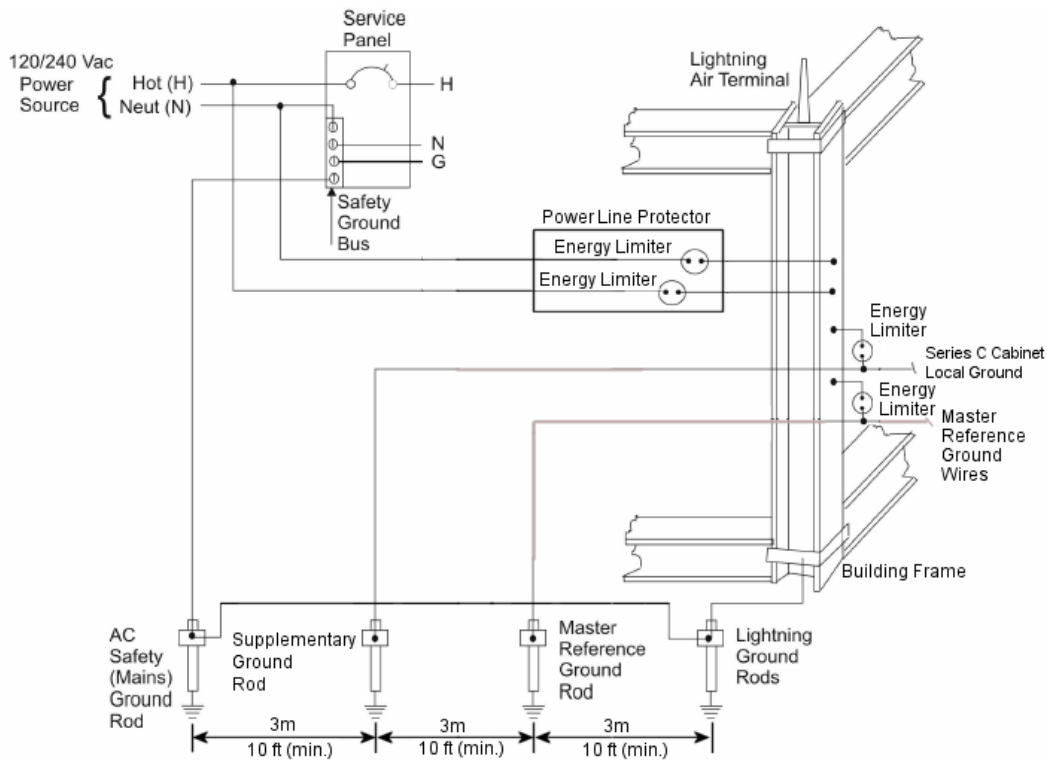 Service
Panel
120/240 Vac
Power
Source
Hot (H)
Neut (N)
H
N
G
Safety
Ground
Bus
Lightning
Air Terminal
Power Line Protector
Energy Limiter
Energy Limiter
Energy
Limiter
Series C Cabinet
Local Ground
Energy
Limiter
Master
Reference
Ground
Wires
Building Frame
AC
Safety
(Mains)
Ground
Rod
Supplementary
Ground
Rod
Master
Reference
Ground
Rod
Lightning
Ground
Rods
3m
10 ft (min.)
3m
10 ft (min.)
3m
10 ft (min.)